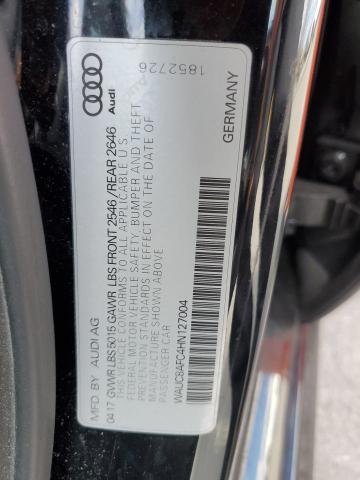 Audi
1852726
MFD. BY AUDI AG
GERMANY
04 17 GVWR LBS 5015 GAWR LBS FRONT 2546 /REAR 2646
THIS VEHICLE CONFORMS TO ALL APPLICABLE U.S.
FEDERAL MOTOR VEHICLE SAFETY, BUMPER AND THEFT
PREVENTION STANDARDS IN EFFECT ON THE DATE OF
MANUFACTURE SHOWN ABOVE
PASSENGER CAR
WAUC8AFC4HN127004